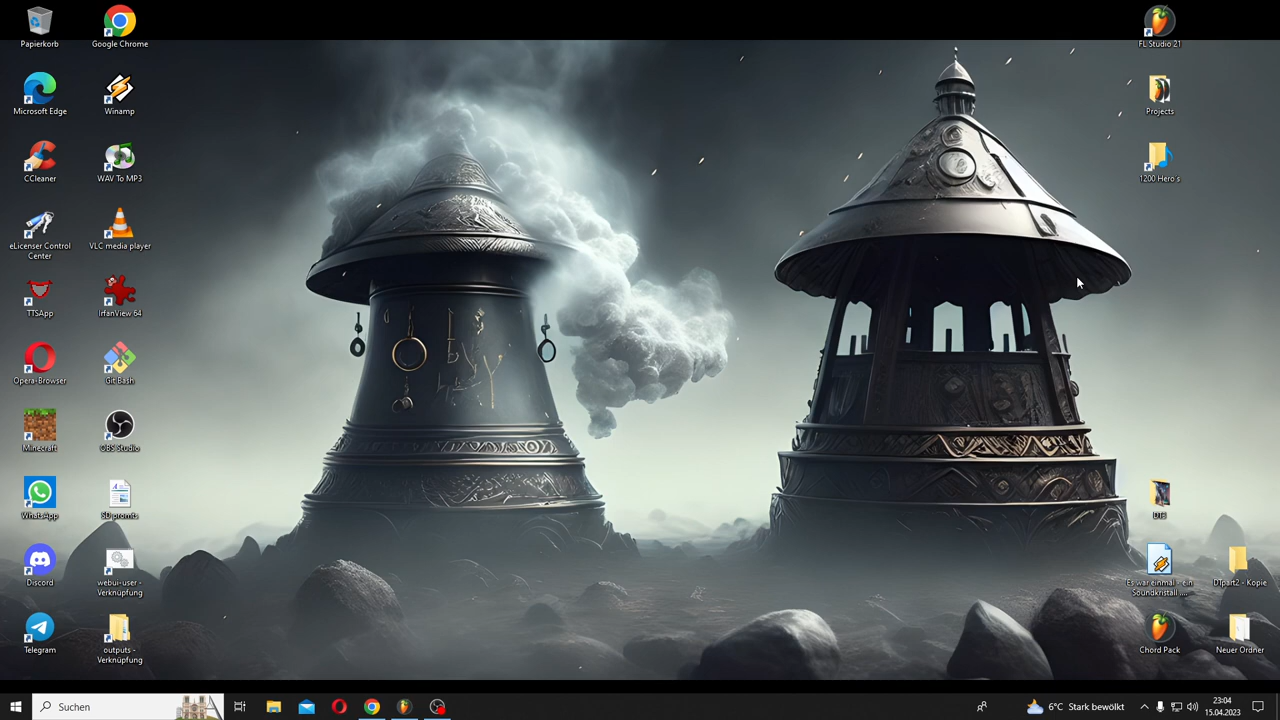 Papierkorb
Google Chrome
FL Studio 21
Microsoft Edge
Winamp
Projects
CCleaner
WAV To MP3
1200 Hero's
eLicenser Control
Center
VLC media player
TTSApp
IrfanView 64
Opera-Browser
Git Bash
Minecraft
OBS Studio
WhatsApp
SD promts
Discord
webui-user -
Verknüpfung
Es war einmal - ein
Soundkristall ....
DTpart2 - Kopie
Telegram
outputs -
Verknüpfung
Chord Pack
Neuer Ordner
Suchen
6°C Stark bewölkt
23:04
15.04.2023